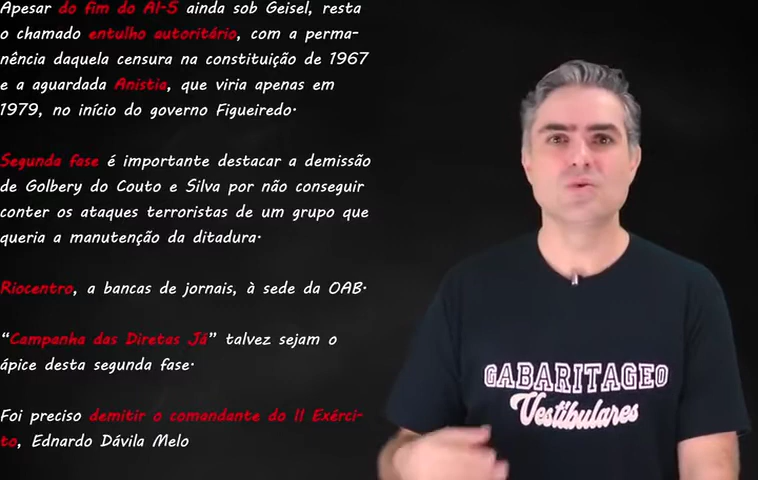 Apesar do fim do AI-5 ainda sob Geisel, resta
o chamado entulho autoritário, com a perma-
nência daquela censura na constituição de 1967
e a aguardada Anistia, que viria apenas em
1979, no início do governo Figueiredo.
Segunda fase é importante destacar a demissão
de Golbery do Couto e Silva por não conseguir
conter os ataques terroristas de um grupo que
queria a manutenção da ditadura.
Riocentro, a bancas de jornais, à sede da OAB.
“Campanha das Diretas Já” talvez sejam o
ápice desta segunda fase.
Foi preciso demitir o comandante do II Exérci-
to, Ednardo Dávila Melo
GABARITAGEO
Vestibulares